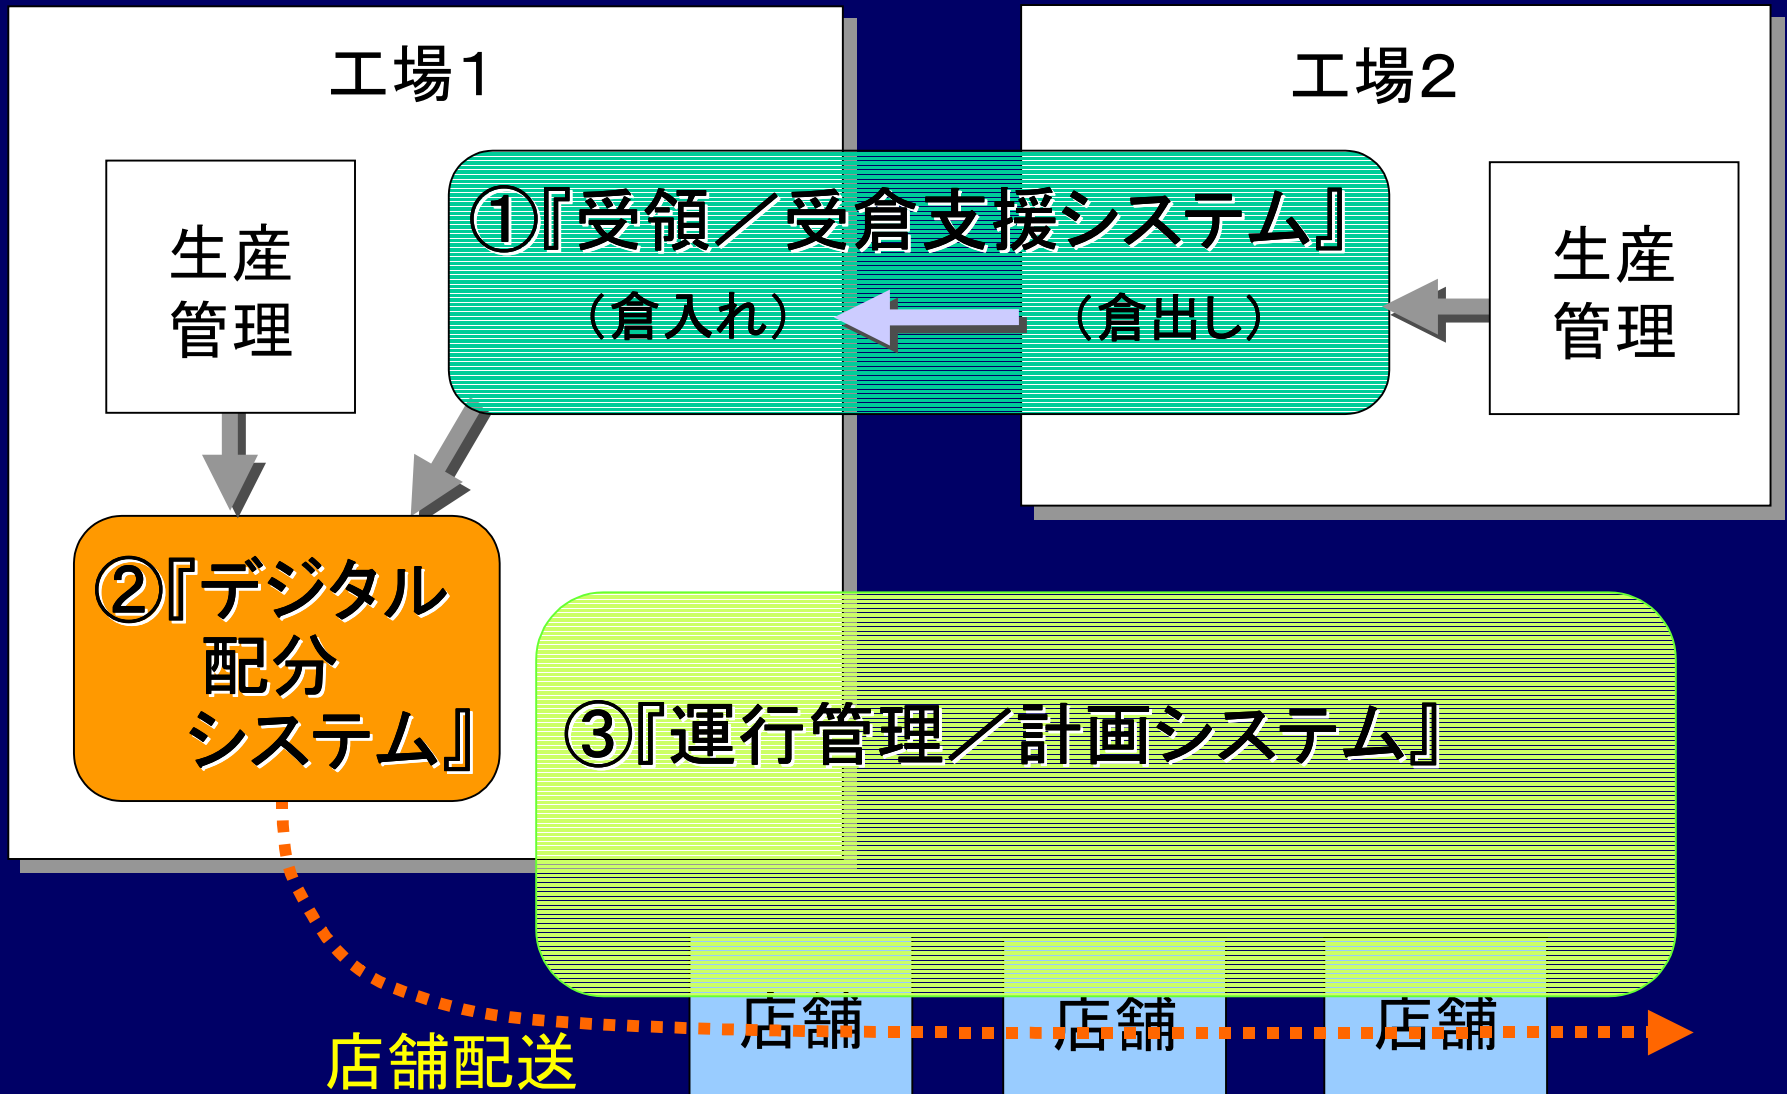 工場１
工場２
生産
管理
①『受領／受倉支援システム』
（倉入れ）
（倉出し）
生産
管理
②『デジタル
配分
システム』
③『運行管理／計画システム』
店舗
店舗
店舗
店舗配送